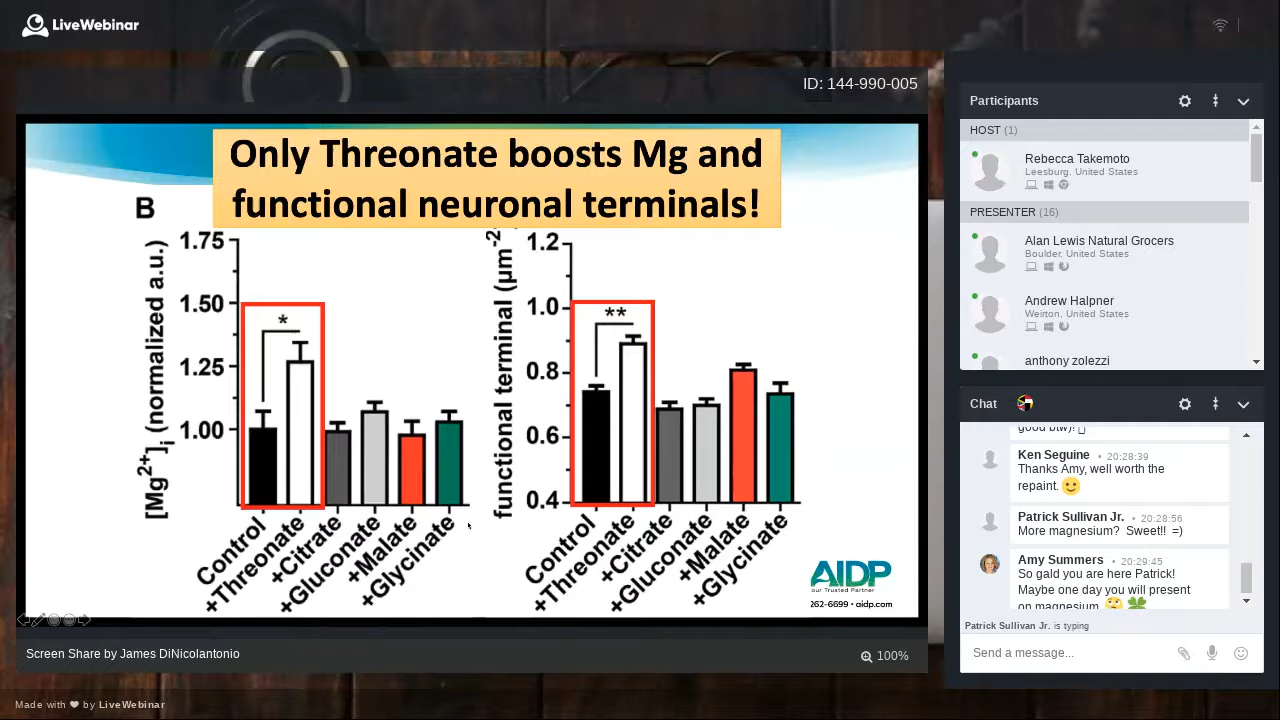 LiveWebinar
ID: 144-990-005
Only Threonate boosts Mg and
functional neuronal terminals!
B
[Mg2+]i (normalized a.u.)
1.75
1.50
1.25
1.00
*
Control
+Threonate
+Citrate
+Gluconate
+Malate
+Glycinate
functional terminal (μm-2
1.2
1.0
0.8
0.6
0.4
**
Control
+Threonate
+Citrate
+Gluconate
+Malate
+Glycinate
AIDP
our Trusted Partner
262-6699 • aidp.com
Screen Share by James DiNicolantonio
100%
Made with ❤ by LiveWebinar
Participants
HOST (1)
Rebecca Takemoto
Leesburg, United States
PRESENTER (16)
Alan Lewis Natural Grocers
Boulder, United States
Andrew Halpner
Weirton, United States
anthony zolezzi
Chat
good btw)!
Ken Seguine • 20:28:39
Thanks Amy, well worth the
repaint. 🙂
Patrick Sullivan Jr. • 20:28:56
More magnesium? Sweet!! =)
Amy Summers • 20:29:45
So gald you are here Patrick!
Maybe one day you will present
on magnesium
Patrick Sullivan Jr. is typing
Send a message...